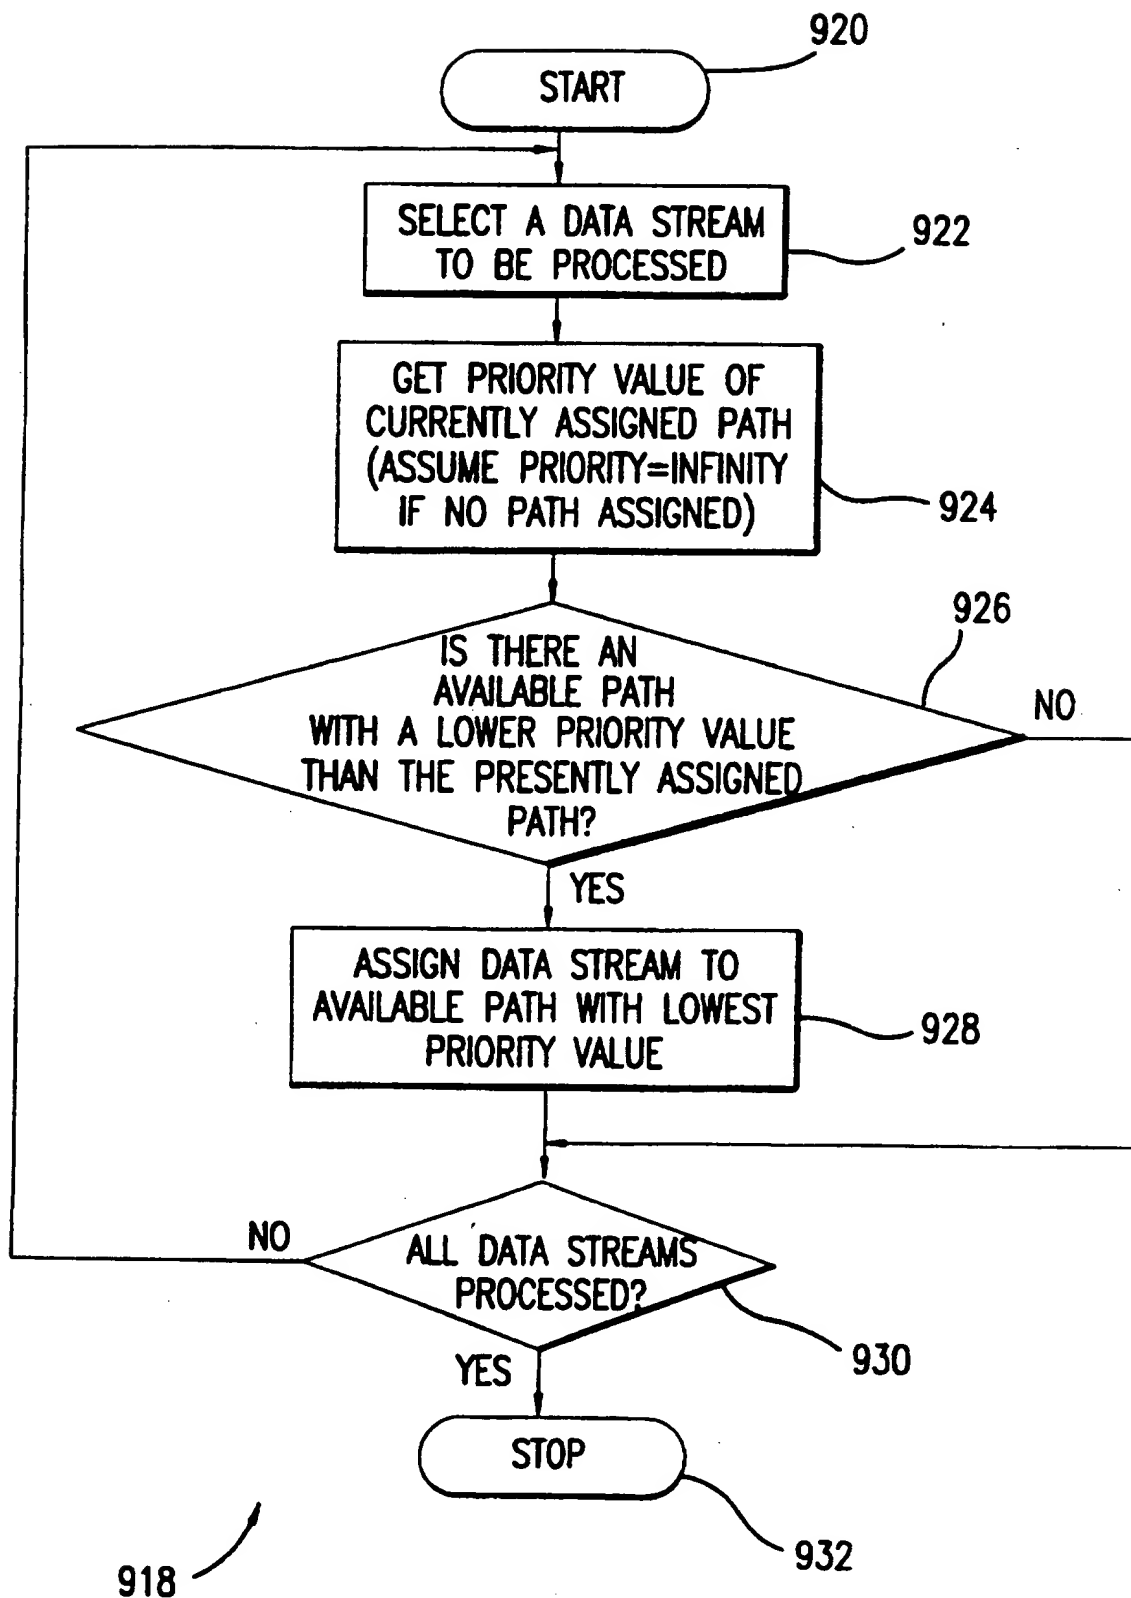 920
START
SELECT A DATA STREAM
TO BE PROCESSED
922
GET PRIORITY VALUE OF
CURRENTLY ASSIGNED PATH
(ASSUME PRIORITY=INFINITY
IF NO PATH ASSIGNED)
924
926
IS THERE AN
AVAILABLE PATH
WITH A LOWER PRIORITY VALUE
THAN THE PRESENTLY ASSIGNED
PATH?
NO
YES
ASSIGN DATA STREAM TO
AVAILABLE PATH WITH LOWEST
PRIORITY VALUE
928
NO
ALL DATA STREAMS
PROCESSED?
930
YES
STOP
932
918